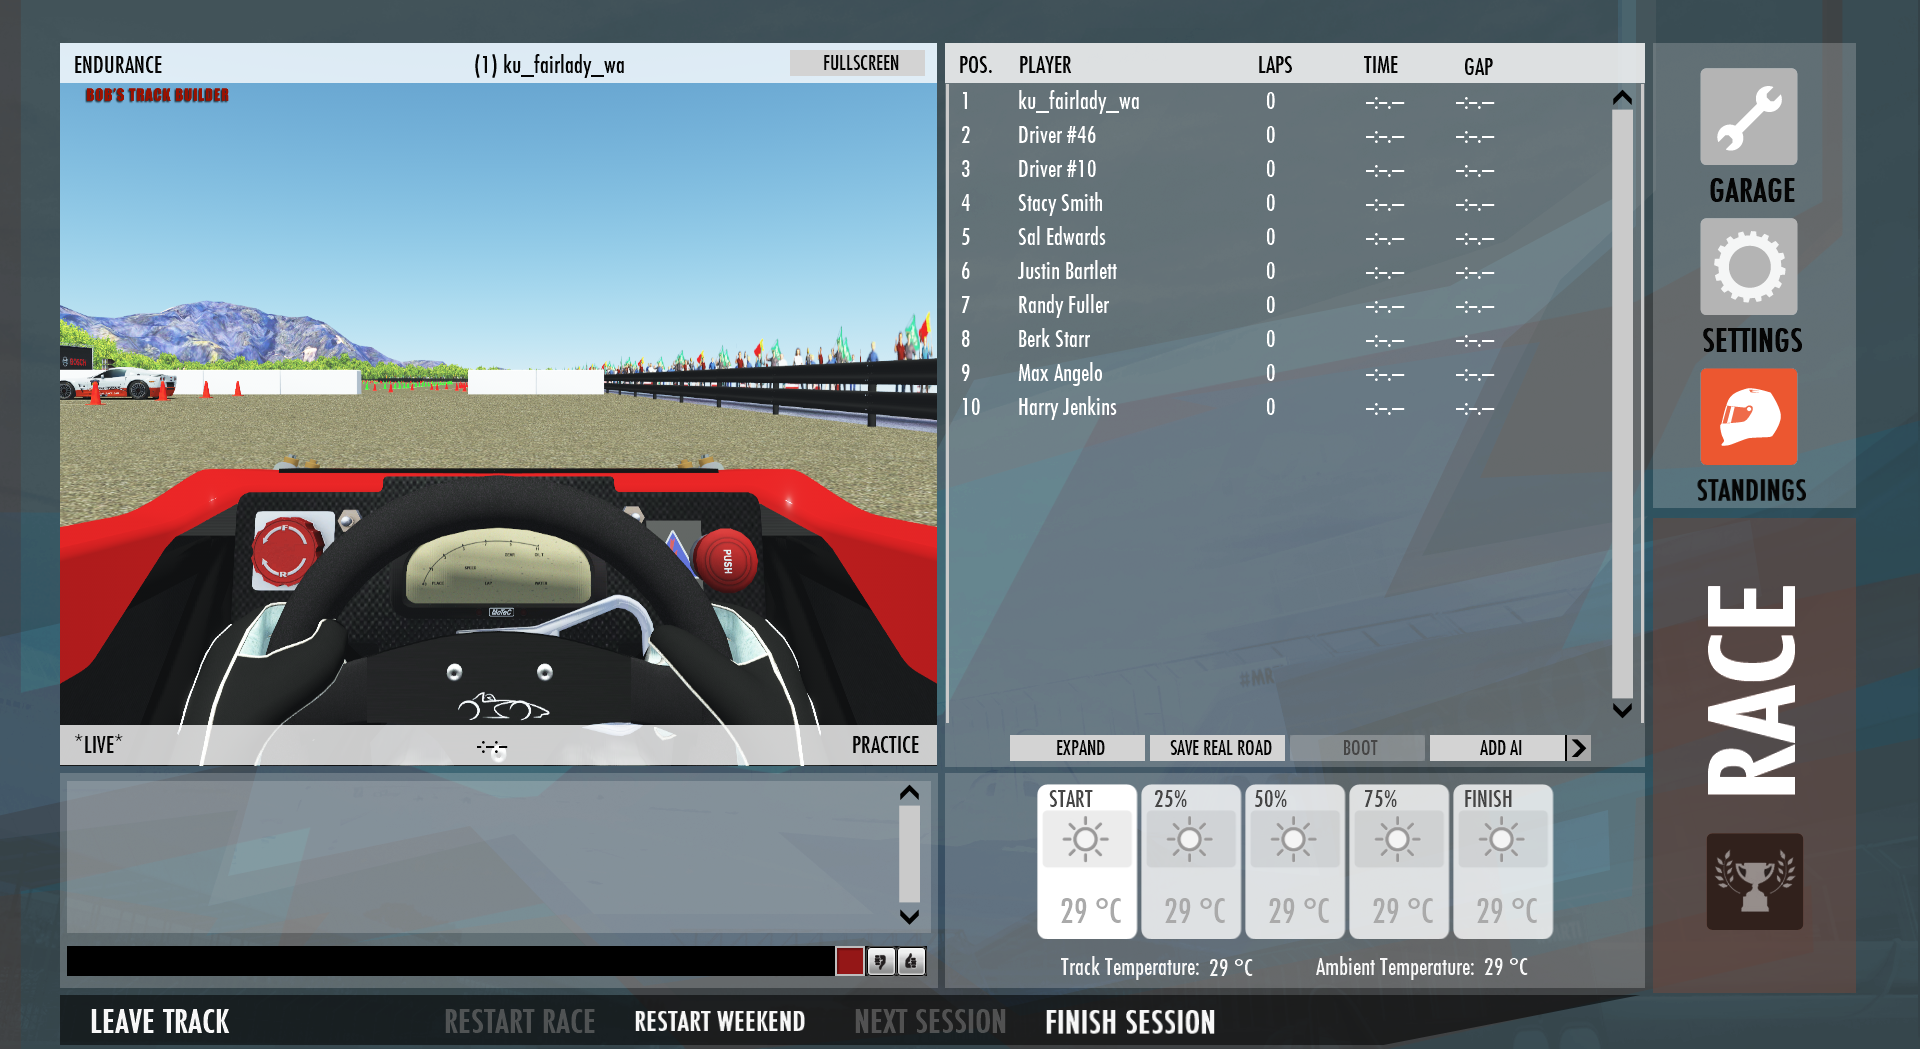 ENDURANCE (1) ku_fairlady_wa FULLSCREEN
BOB'S TRACK BUILDER
BOSCH
F
R
PUSH
MoTeC
*LIVE* -:-.-- PRACTICE
POS. PLAYER LAPS TIME GAP
1 ku_fairlady_wa 0 --:--.-- --:--.--
2 Driver #46 0 --:--.-- --:--.--
3 Driver #10 0 --:--.-- --:--.--
4 Stacy Smith 0 --:--.-- --:--.--
5 Sal Edwards 0 --:--.-- --:--.--
6 Justin Bartlett 0 --:--.-- --:--.--
7 Randy Fuller 0 --:--.-- --:--.--
8 Berk Starr 0 --:--.-- --:--.--
9 Max Angelo 0 --:--.-- --:--.--
10 Harry Jenkins 0 --:--.-- --:--.--
#MR
EXPAND SAVE REAL ROAD BOOT ADD AI
START 25% 50% 75% FINISH
29 °C 29 °C 29 °C 29 °C 29 °C
Track Temperature: 29 °C Ambient Temperature: 29 °C
GARAGE
SETTINGS
STANDINGS
RACE
LEAVE TRACK RESTART RACE RESTART WEEKEND NEXT SESSION FINISH SESSION